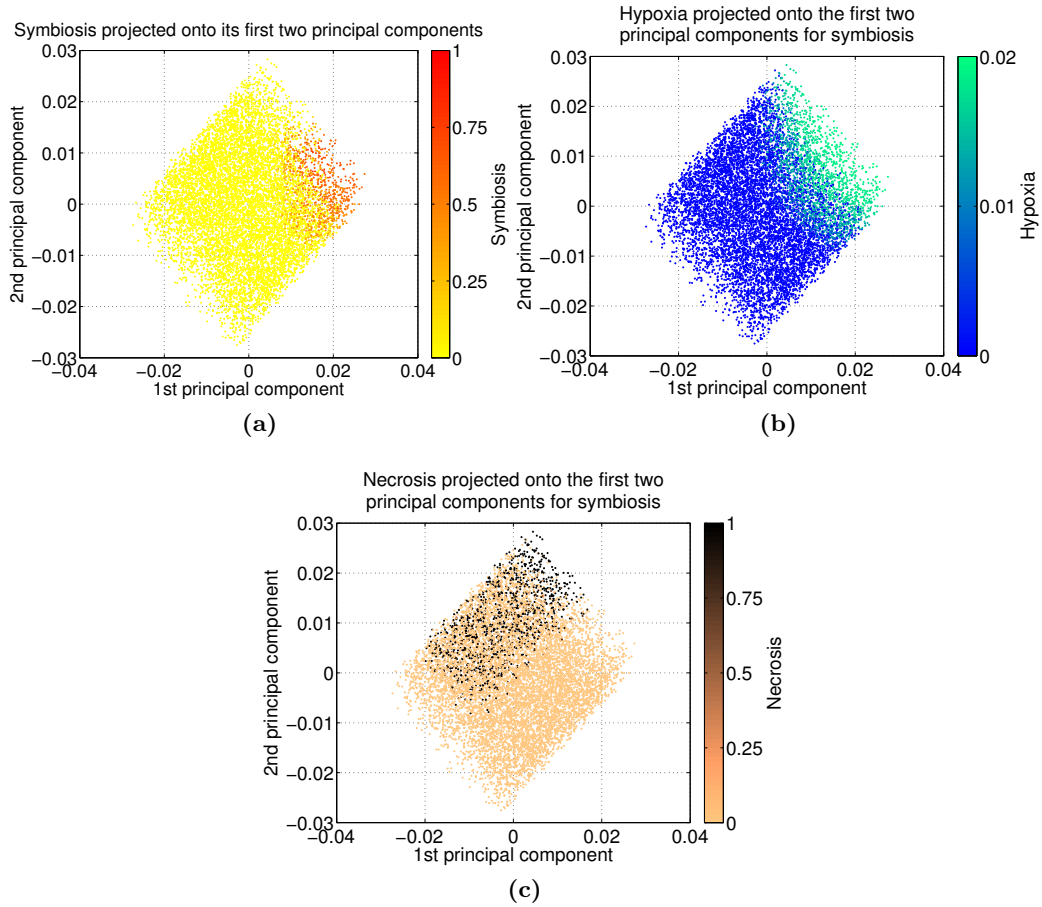 Symbiosis projected onto its first two principal components
0.03
0.02
0.01
0
−0.01
−0.02
−0.03
−0.04
−0.02
0
0.02
0.04
2nd principal component
1st principal component
1
0.75
0.5
0.25
0
Symbiosis
(a)
Hypoxia projected onto the first two
principal components for symbiosis
0.03
0.02
0.01
0
−0.01
−0.02
−0.03
−0.04
−0.02
0
0.02
0.04
2nd principal component
1st principal component
0.02
0.01
0
Hypoxia
(b)
Necrosis projected onto the first two
principal components for symbiosis
0.03
0.02
0.01
0
−0.01
−0.02
−0.03
−0.04
−0.02
0
0.02
0.04
2nd principal component
1st principal component
1
0.75
0.5
0.25
0
Necrosis
(c)